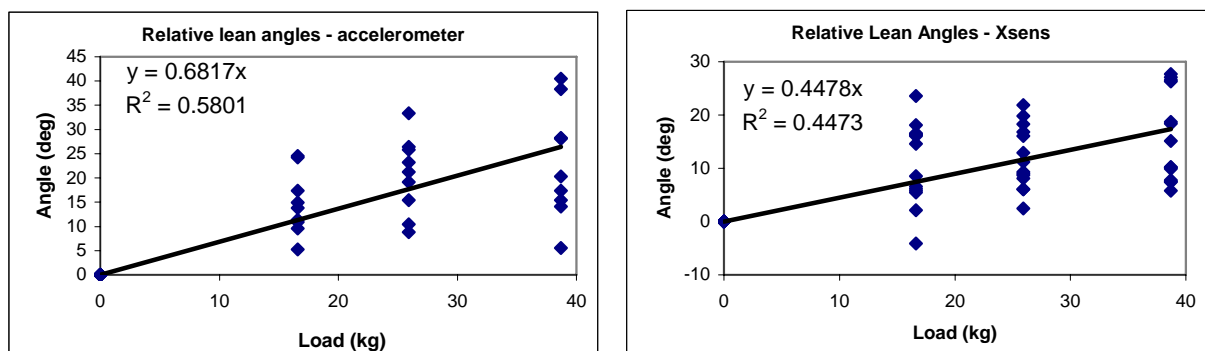 Relative lean angles - accelerometer
y = 0.6817x
R² = 0.5801
Angle (deg)
45
40
35
30
25
20
15
10
5
0
0 10 20 30 40
Load (kg)
Relative Lean Angles - Xsens
y = 0.4478x
R² = 0.4473
Angle (deg)
30
20
10
0
-10
0 10 20 30 40
Load (kg)